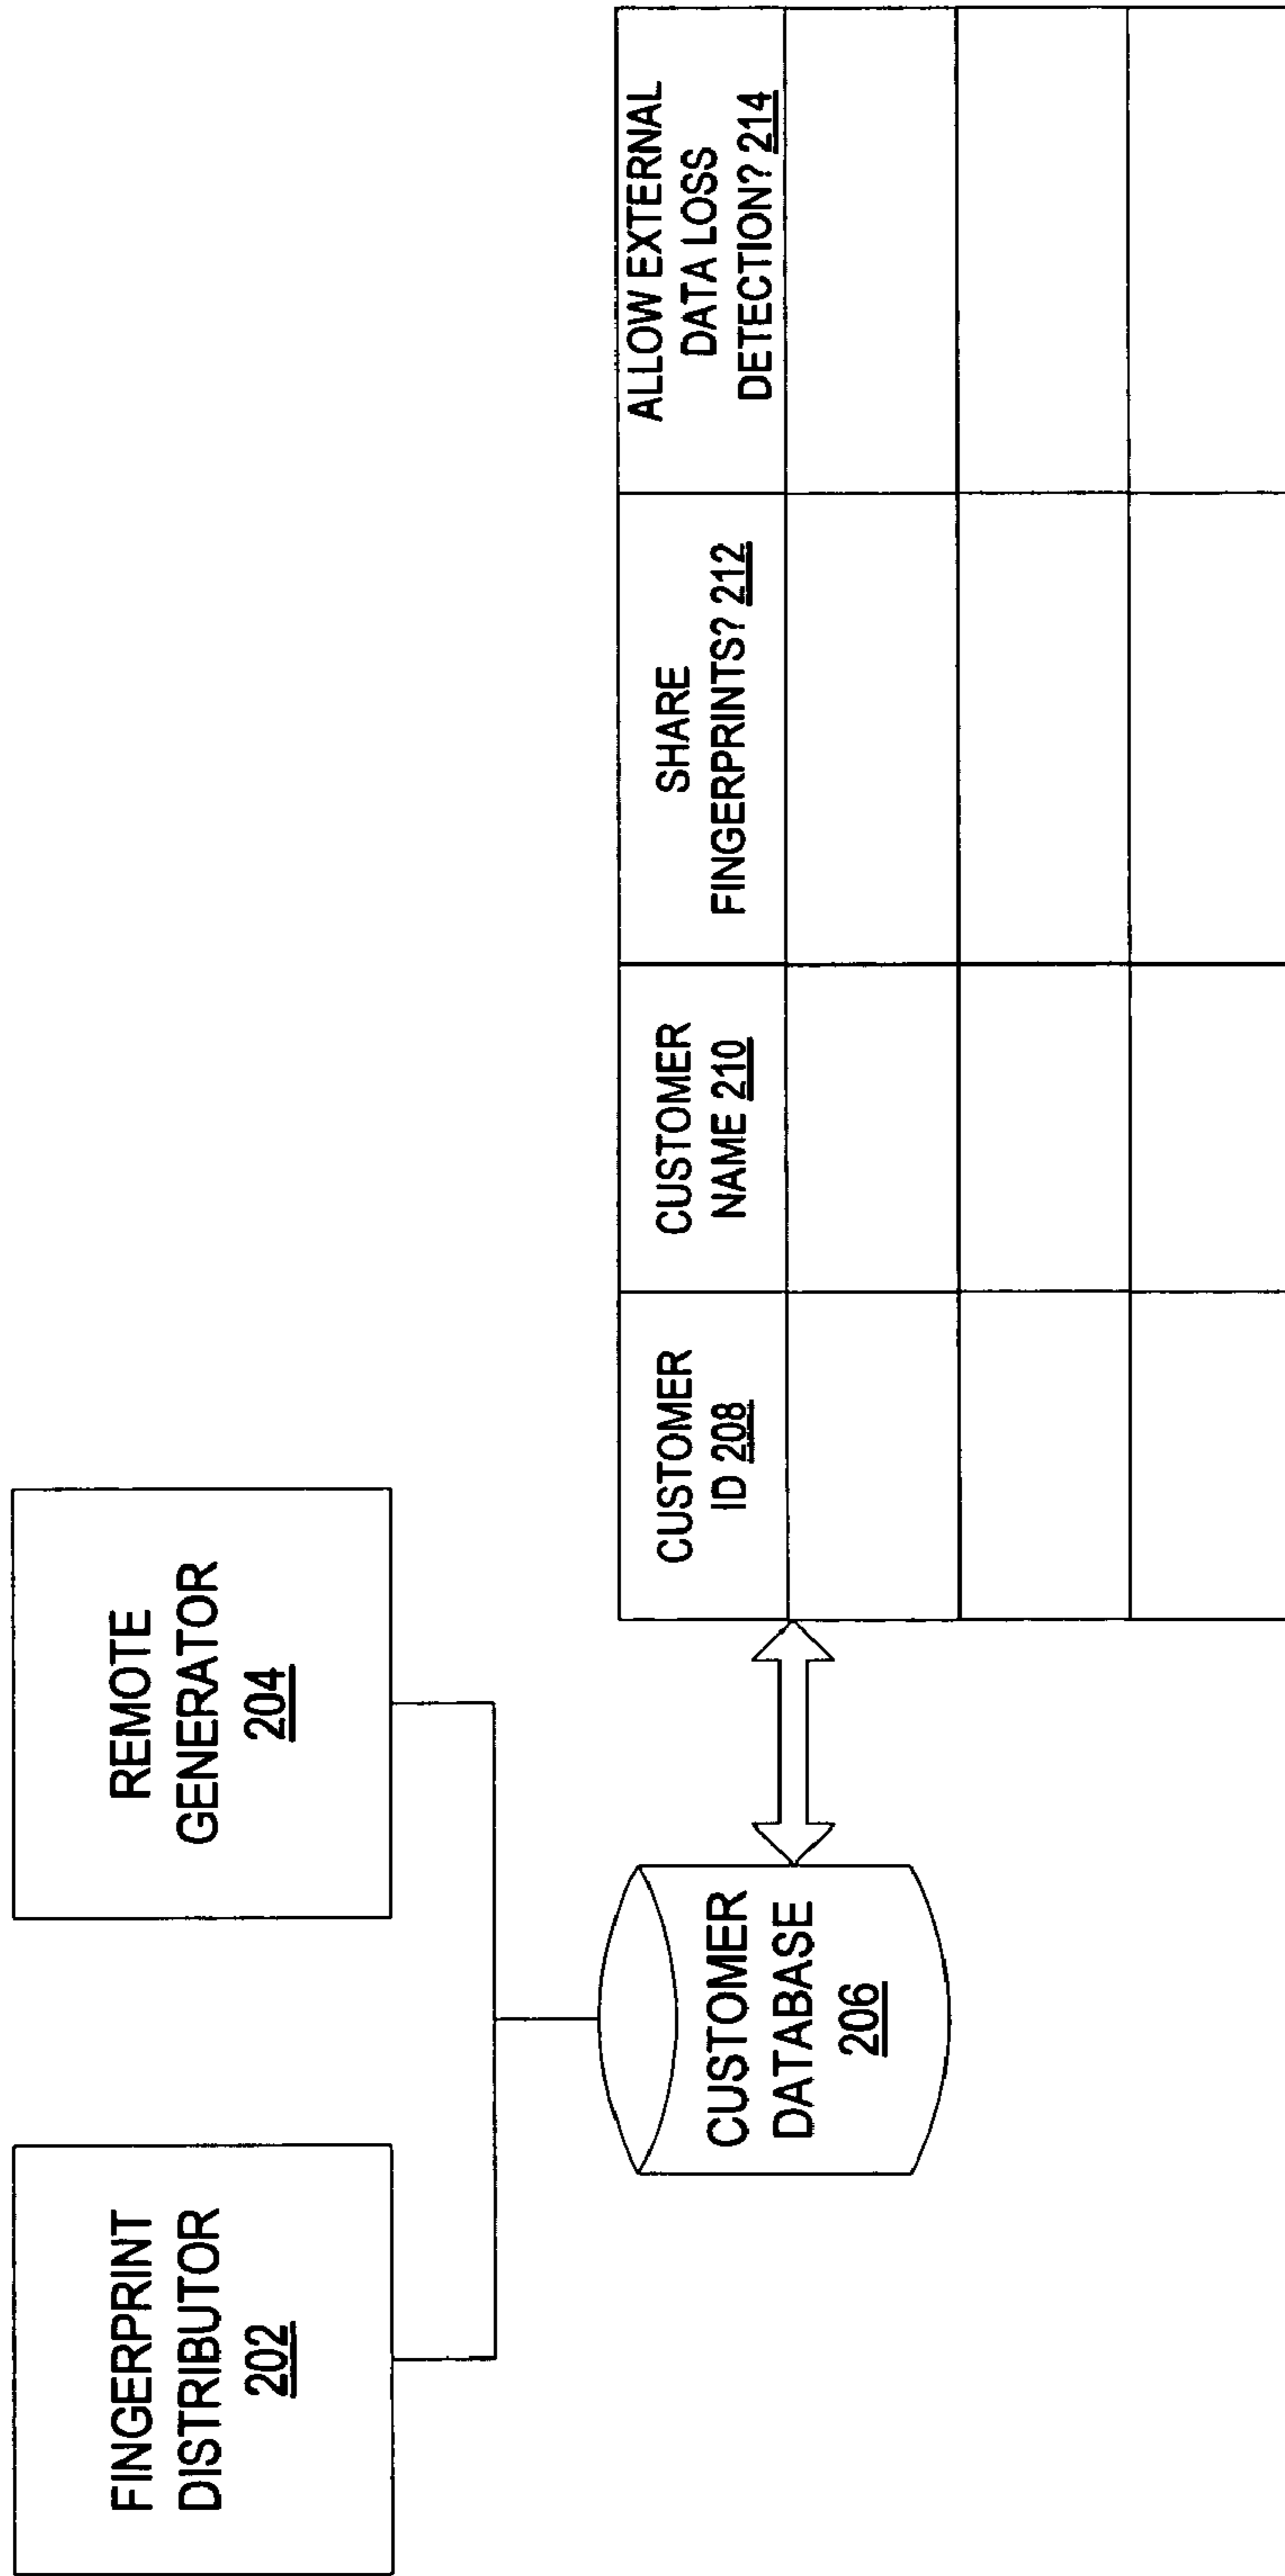 FINGERPRINT
DISTRIBUTOR
202
REMOTE
GENERATOR
204
CUSTOMER
DATABASE
206
CUSTOMER
ID 208
CUSTOMER
NAME 210
SHARE
FINGERPRINTS? 212
ALLOW EXTERNAL
DATA LOSS
DETECTION? 214